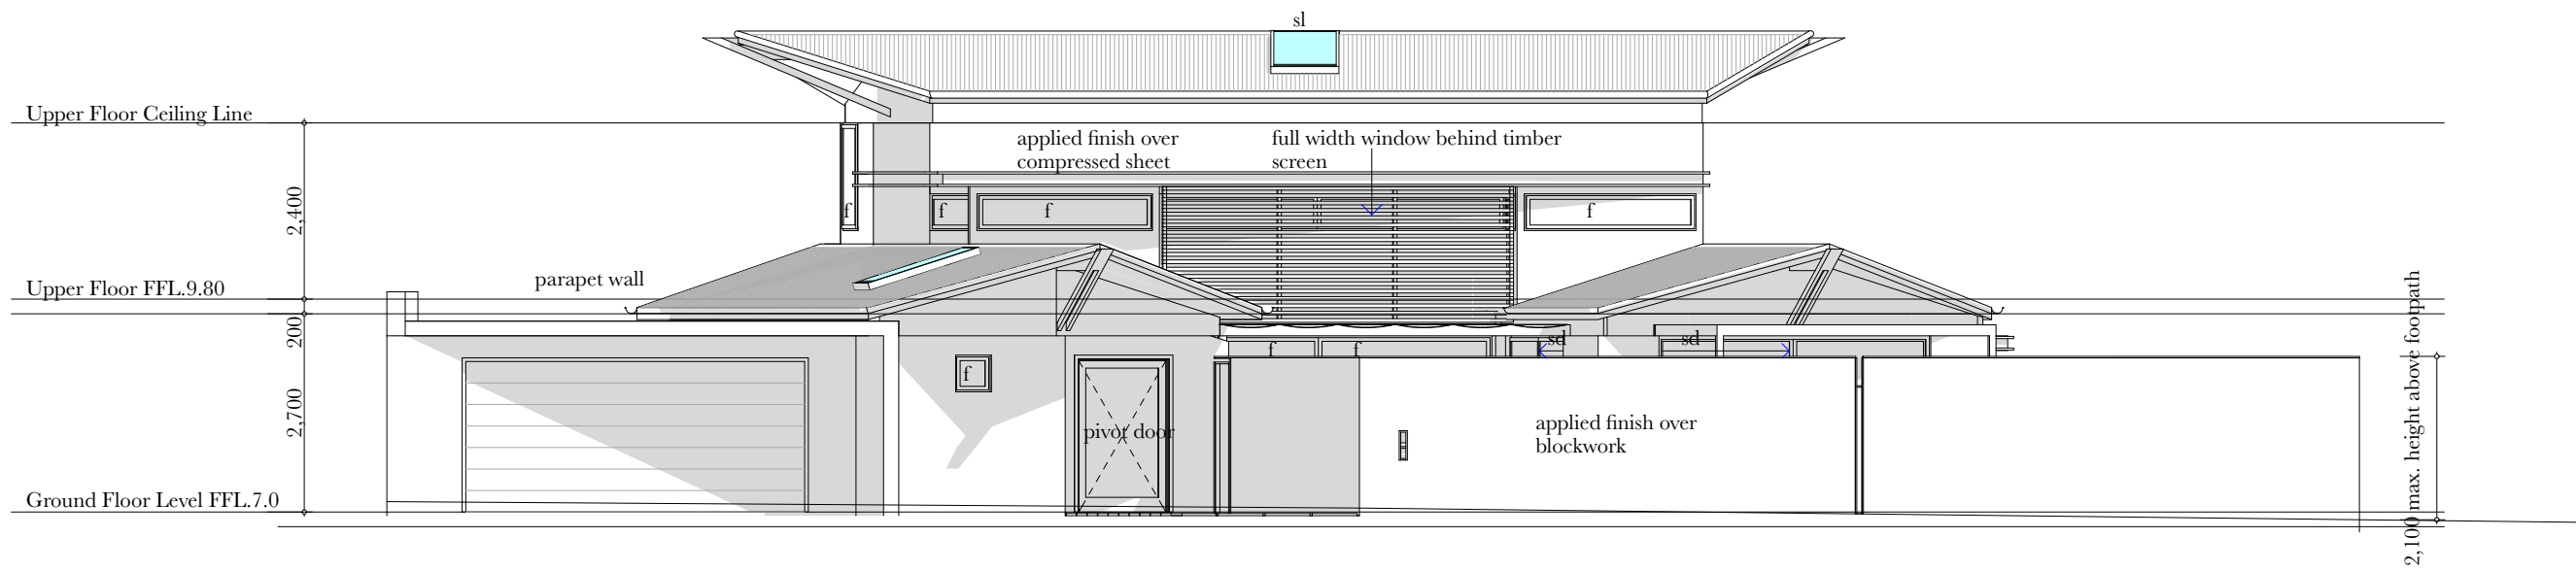 sl
Upper Floor Ceiling Line
applied finish over
compressed sheet
full width window behind timber
screen
2,400
f
f
f
f
parapet wall
Upper Floor FFL.9.80
200
sd
sd
f
f
f
2,700
pivot door
applied finish over
blockwork
2,100 max. height above footpath
Ground Floor Level FFL.7.0